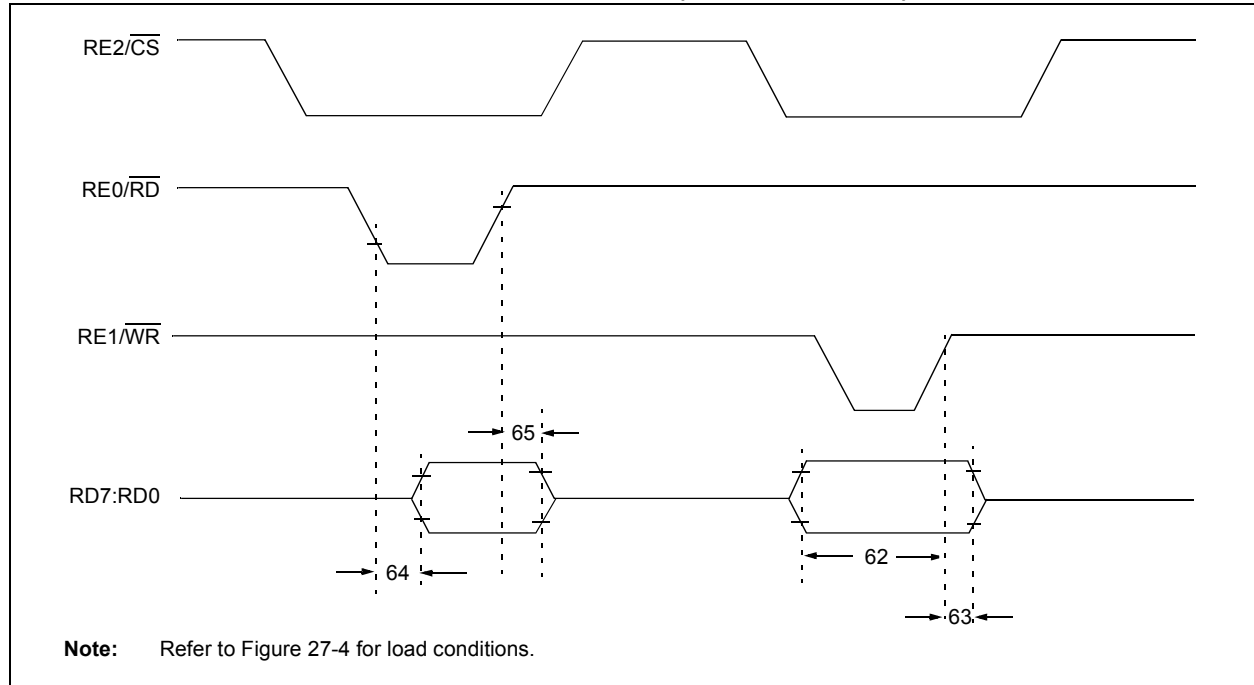 RE2/CS
RE0/RD
RE1/WR
65
RD7:RD0
62
64
63
Note: Refer to Figure 27-4 for load conditions.